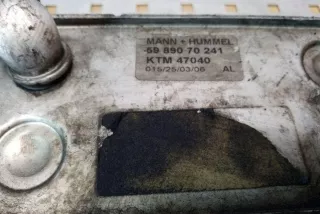 MANN + HUMMEL
59 890 70 241
KTM 47040
015/25/03/06 AL